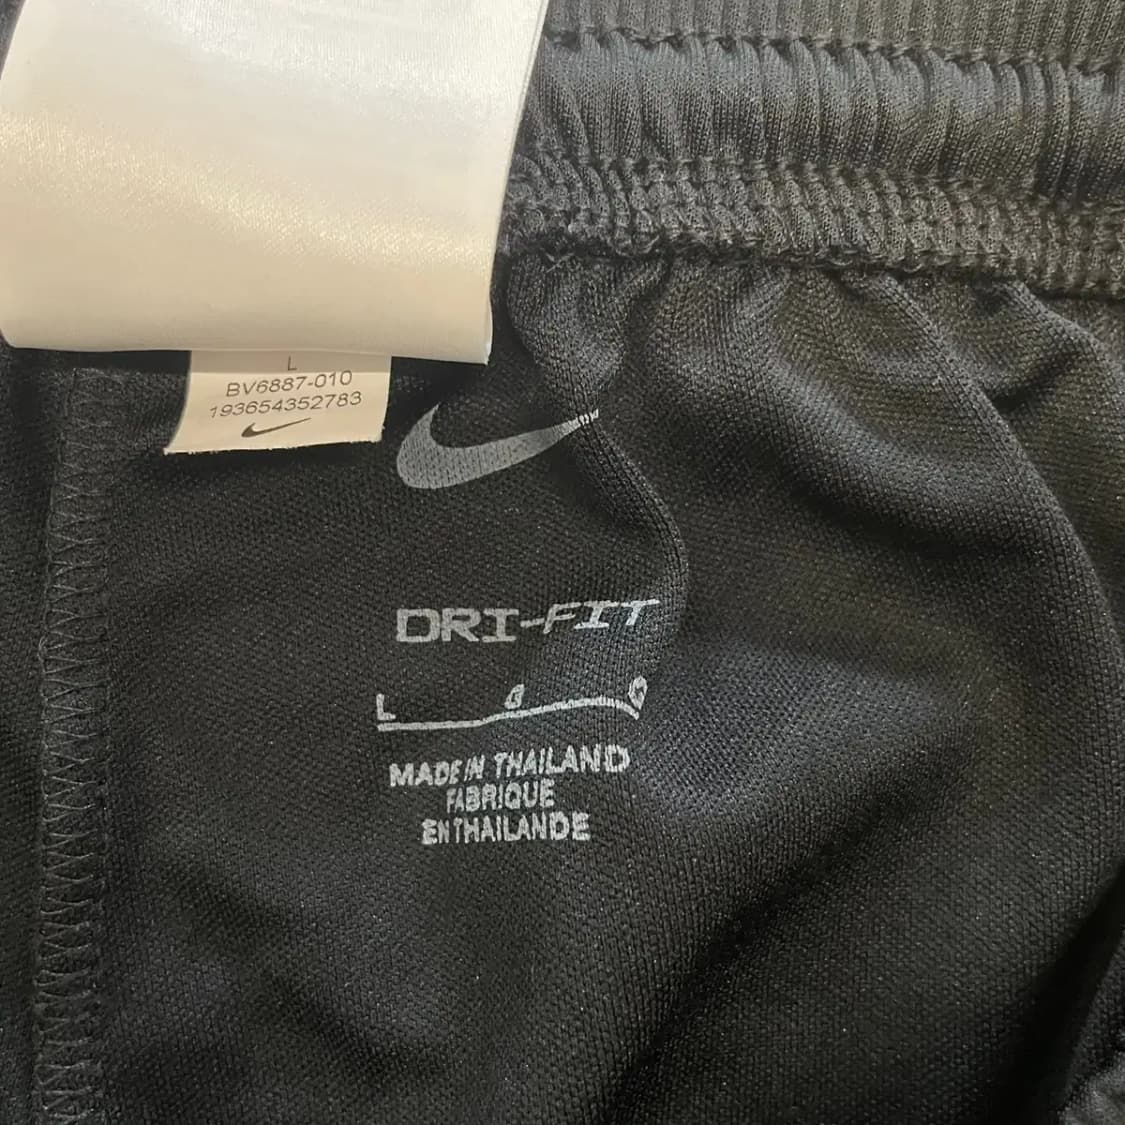 L
BV6887-010
193654352783
DRI-FIT
L G G
MADE IN THAILAND
FABRIQUE
EN THAILANDE